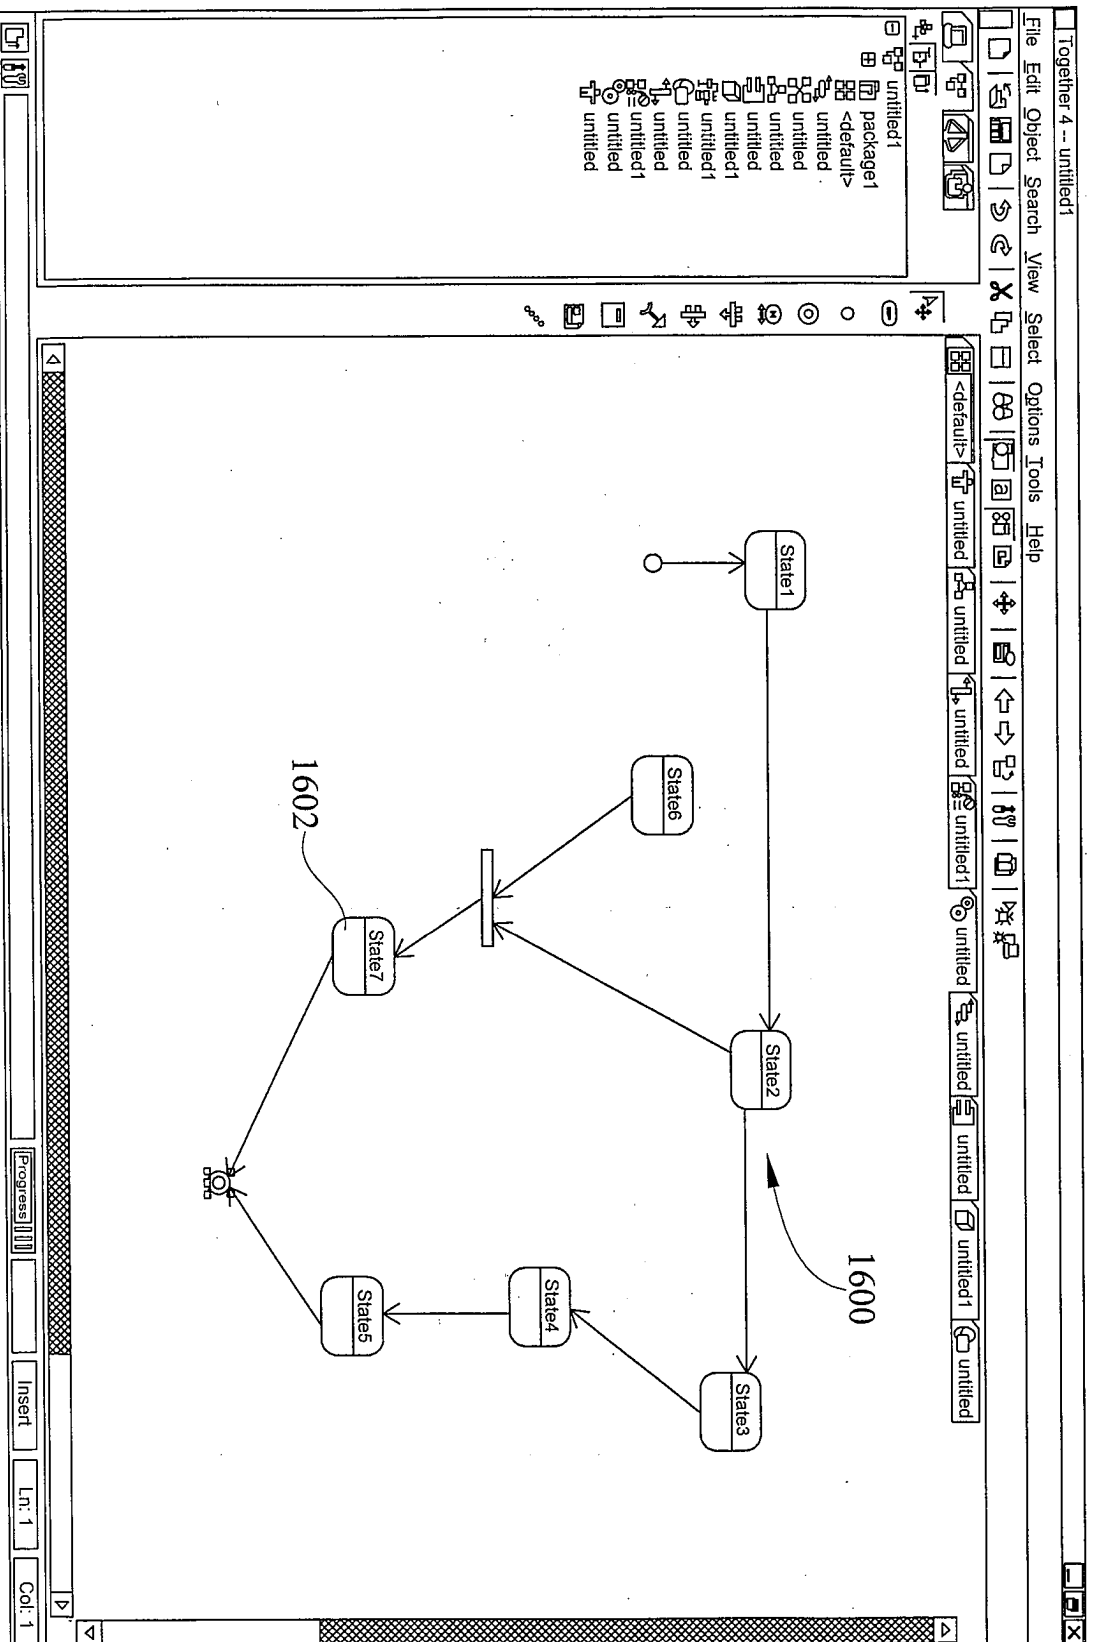 Together 4 -- untitled1
File Edit Object Search View Select Options Tools Help
a
untitled1
package1
<default>
untitled
untitled
untitled
untitled
untitled1
untitled1
untitled
untitled
untitled1
untitled
untitled
<default> untitled untitled untitled untitled1 untitled untitled untitled untitled1 untitled
State1
State2
State3
State6
State4
State7
State5
1600
1602
Progress
Insert
Ln: 1
Col: 1